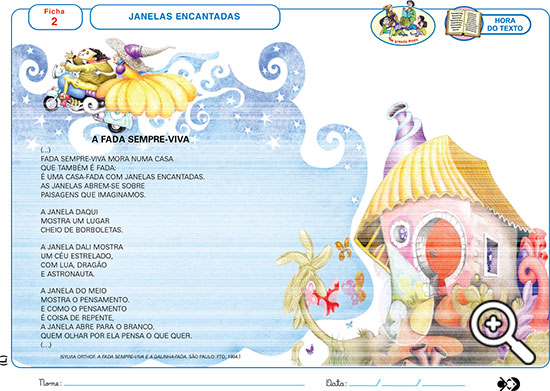 Ficha
2
JANELAS ENCANTADAS
HORA
DO TEXTO
A FADA SEMPRE-VIVA
(...)
FADA SEMPRE-VIVA MORA NUMA CASA
QUE TAMBÉM É FADA:
É UMA CASA-FADA COM JANELAS ENCANTADAS.
AS JANELAS ABREM-SE SOBRE
PAISAGENS QUE IMAGINAMOS.
A JANELA DAQUI
MOSTRA UM LUGAR
CHEIO DE BORBOLETAS.
A JANELA DALI MOSTRA
UM CÉU ESTRELADO,
COM LUA, DRAGÃO
E ASTRONAUTA.
A JANELA DO MEIO
MOSTRA O PENSAMENTO.
E COMO O PENSAMENTO
É COISA DE REPENTE,
A JANELA ABRE PARA O BRANCO.
QUEM OLHAR POR ELA PENSA O QUE QUER.
(...)
(SYLVIA ORTHOF. A FADA SEMPRE-VIVA E A GALINHA-FADA. SÃO PAULO: FTD, 1994.)
Nome:
Data: / /